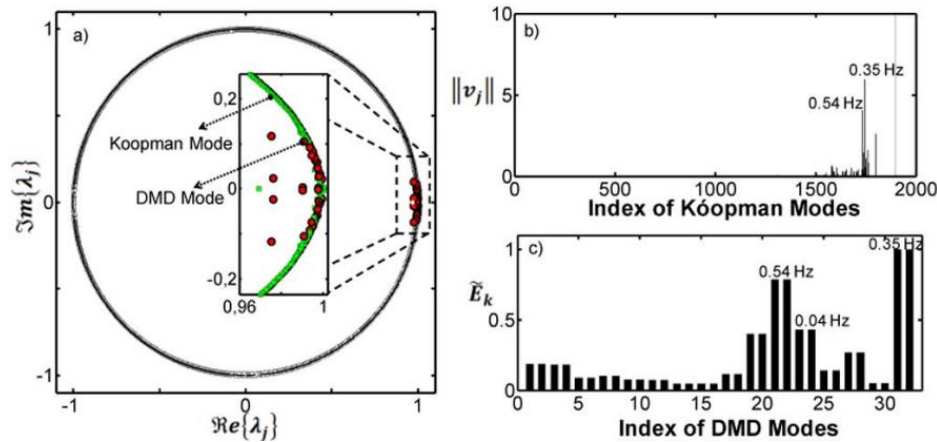 a)
1
0.5
0
-1
-1
0
1
ℑm{λj}
ℜe{λj}
0,2
0
-0,2
0,96
1
Koopman Mode
DMD Mode
b)
10
5
0
‖vj‖
0.35 Hz
0.54 Hz
0
500
1000
1500
2000
Index of Kóopman Modes
c)
1
0.5
0
Ẽk
0.35 Hz
0.54 Hz
0.04 Hz
0
10
20
30
Index of DMD Modes